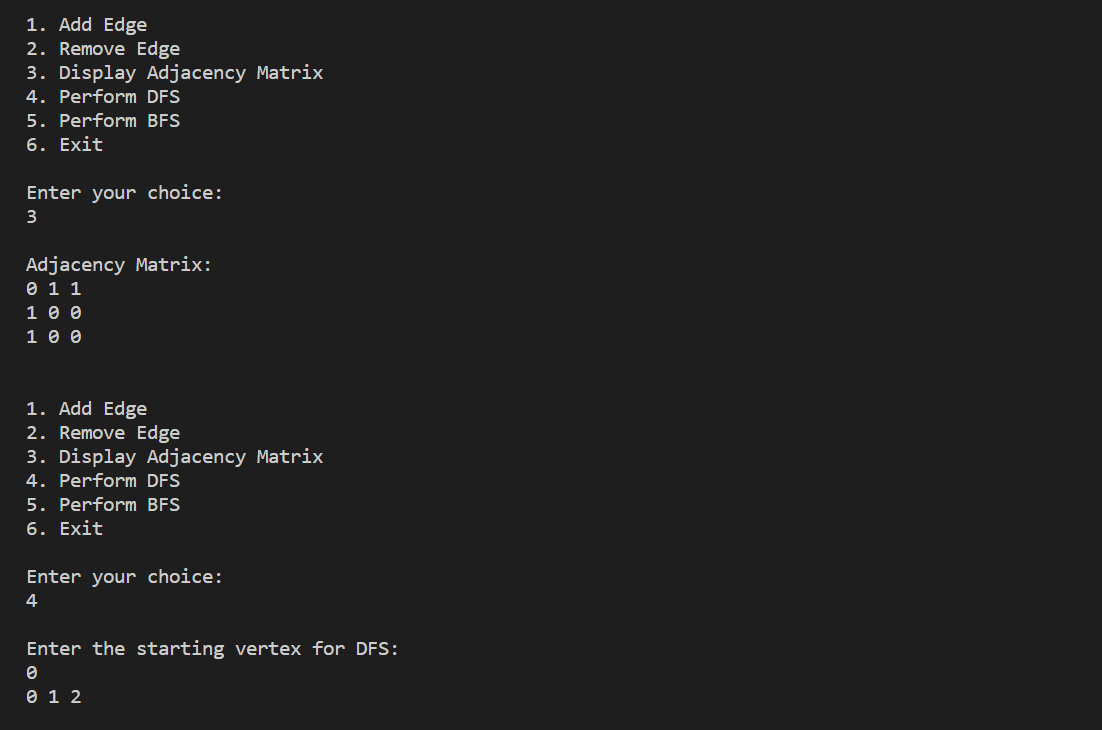 1. Add Edge
2. Remove Edge
3. Display Adjacency Matrix
4. Perform DFS
5. Perform BFS
6. Exit
Enter your choice:
3
Adjacency Matrix:
0 1 1
1 0 0
1 0 0
1. Add Edge
2. Remove Edge
3. Display Adjacency Matrix
4. Perform DFS
5. Perform BFS
6. Exit
Enter your choice:
4
Enter the starting vertex for DFS:
0
0 1 2